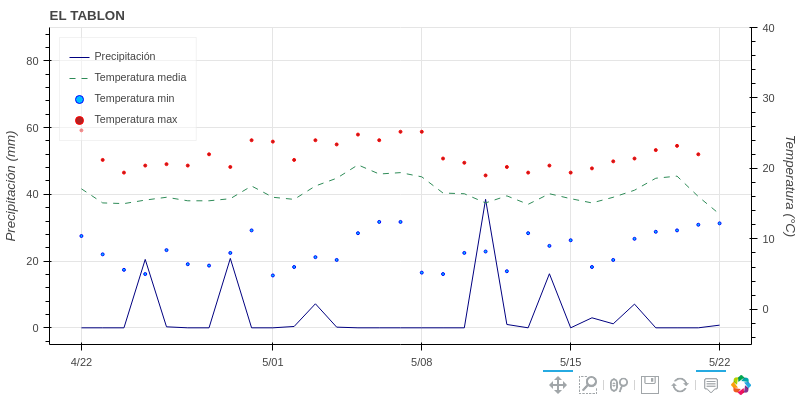 EL TABLON
Precipitación
Temperatura media
Temperatura min
Temperatura max
Precipitación (mm)
80
60
40
20
0
Temperatura (°C)
40
30
20
10
0
4/22
5/01
5/08
5/15
5/22